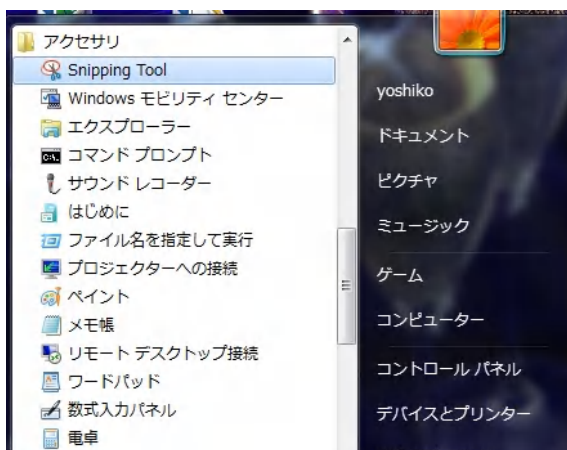 アクセサリ
Snipping Tool
Windows モビリティ センター
エクスプローラー
コマンド プロンプト
サウンド レコーダー
はじめに
ファイル名を指定して実行
プロジェクターへの接続
ペイント
メモ帳
リモート デスクトップ接続
ワードパッド
数式入力パネル
電卓
yoshiko
ドキュメント
ピクチャ
ミュージック
ゲーム
コンピューター
コントロール パネル
デバイスとプリンター